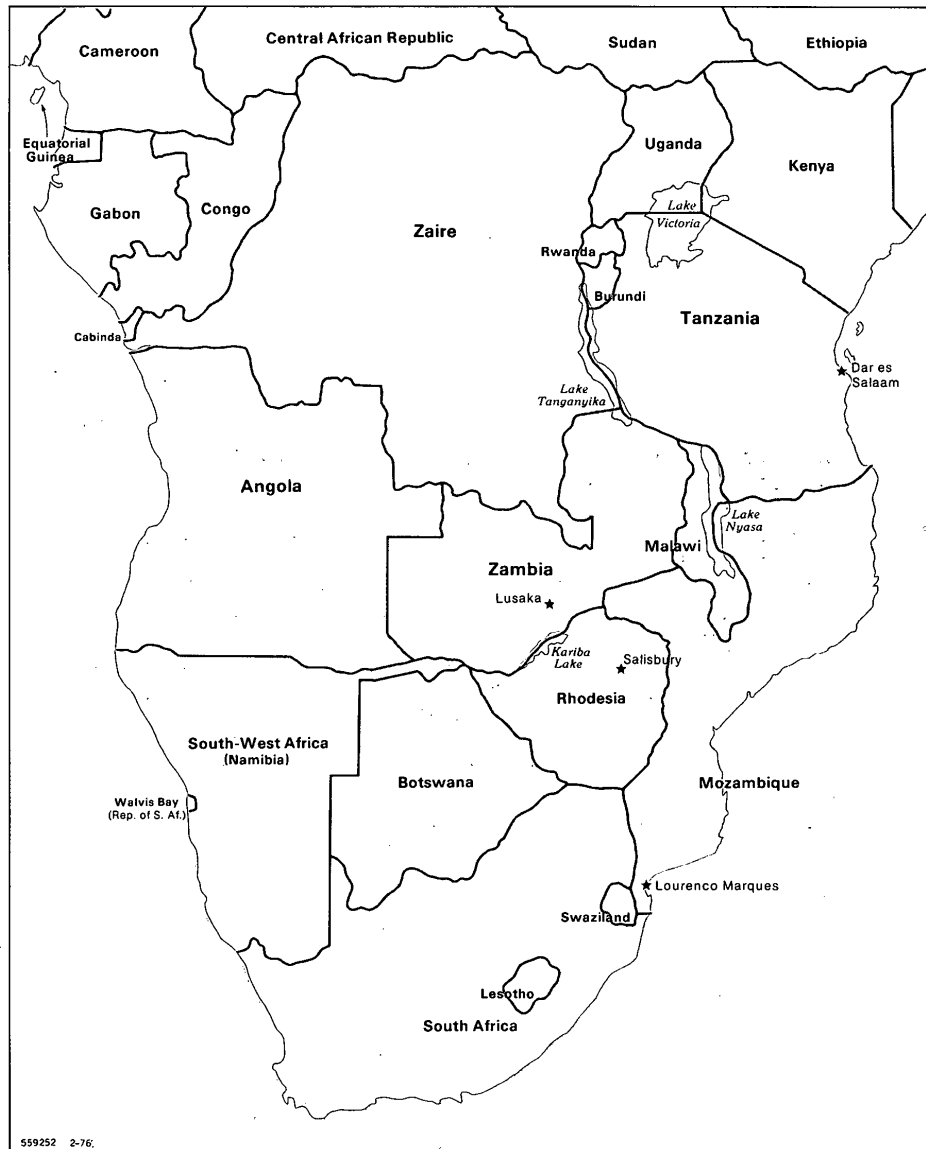 Cameroon
Central African Republic
Sudan
Ethiopia
Equatorial
Guinea
Uganda
Kenya
Gabon
Congo
Zaire
Lake
Victoria
Rwanda
Burundi
Cabinda
Tanzania
Dar es
Salaam
Lake
Tanganyika
Angola
Lake
Nyasa
Malawi
Zambia
Lusaka
Kariba
Lake
Salisbury
Rhodesia
South-West Africa
(Namibia)
Botswana
Mozambique
Walvis Bay
(Rep. of S. Af.)
Lourenco Marques
Swaziland
Lesotho
South Africa
559252 2-76